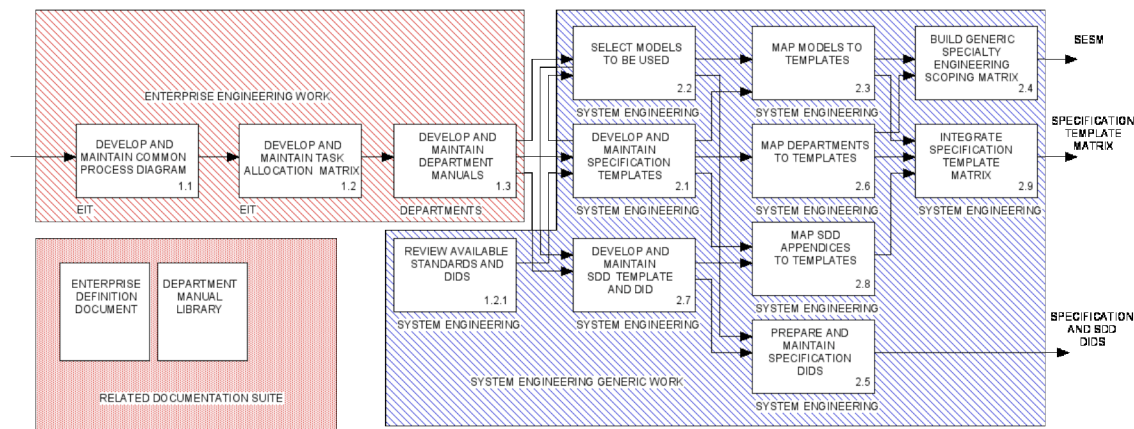 SELECT MODELS
TO BE USED
2.2
SYSTEM ENGINEERING
MAP MODELS TO
TEMPLATES
2.3
SYSTEM ENGINEERING
BUILD GENERIC
SPECIALTY
ENGINEERING
SCOPING MATRIX
2.4
SYSTEM ENGINEERING
SESM
ENTERPRISE ENGINEERING WORK
DEVELOP AND
MAINTAIN COMMON
PROCESS DIAGRAM
1.1
EIT
DEVELOP AND
MAINTAIN TASK
ALLOCATION MATRIX
1.2
EIT
DEVELOP AND
MAINTAIN
DEPARTMENT
MANUALS
1.3
DEPARTMENTS
DEVELOP AND
MAINTAIN
SPECIFICATION
TEMPLATES
2.1
SYSTEM ENGINEERING
MAP DEPARTMENTS
TO TEMPLATES
2.6
SYSTEM ENGINEERING
INTEGRATE
SPECIFICATION
TEMPLATE
MATRIX
2.9
SYSTEM ENGINEERING
SPECIFICATION
TEMPLATE
MATRIX
REVIEW AVAILABLE
STANDARDS AND
DIDS
1.2.1
SYSTEM ENGINEERING
DEVELOP AND
MAINTAIN
SDD TEMPLATE
AND DID
2.7
SYSTEM ENGINEERING
MAP SDD
APPENDICES
TO TEMPLATES
2.8
SYSTEM ENGINEERING
PREPARE AND
MAINTAIN
SPECIFICATION
DIDS
2.5
SYSTEM ENGINEERING
SPECIFICATION
AND SDD
DIDS
SYSTEM ENGINEERING GENERIC WORK
ENTERPRISE
DEFINITION
DOCUMENT
DEPARTMENT
MANUAL
LIBRARY
RELATED DOCUMENTATION SUITE